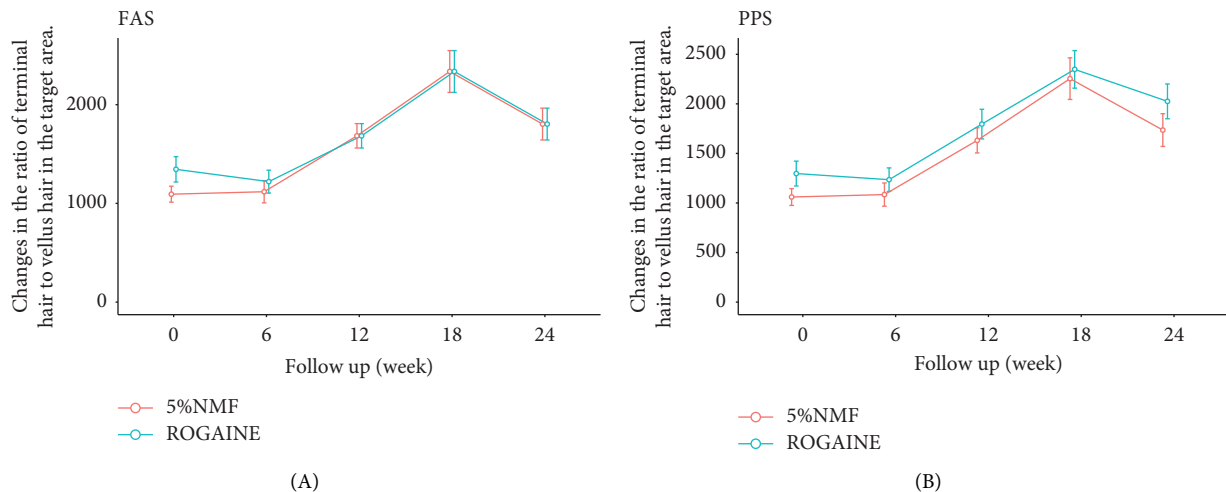 FAS
Changes in the ratio of terminal
hair to vellus hair in the target area.
2000
1000
0
0 6 12 18 24
Follow up (week)
5%NMF
ROGAINE
(A)
PPS
Changes in the ratio of terminal
hair to vellus hair in the target area.
2500
2000
1500
1000
500
0
0 6 12 18 24
Follow up (week)
5%NMF
ROGAINE
(B)